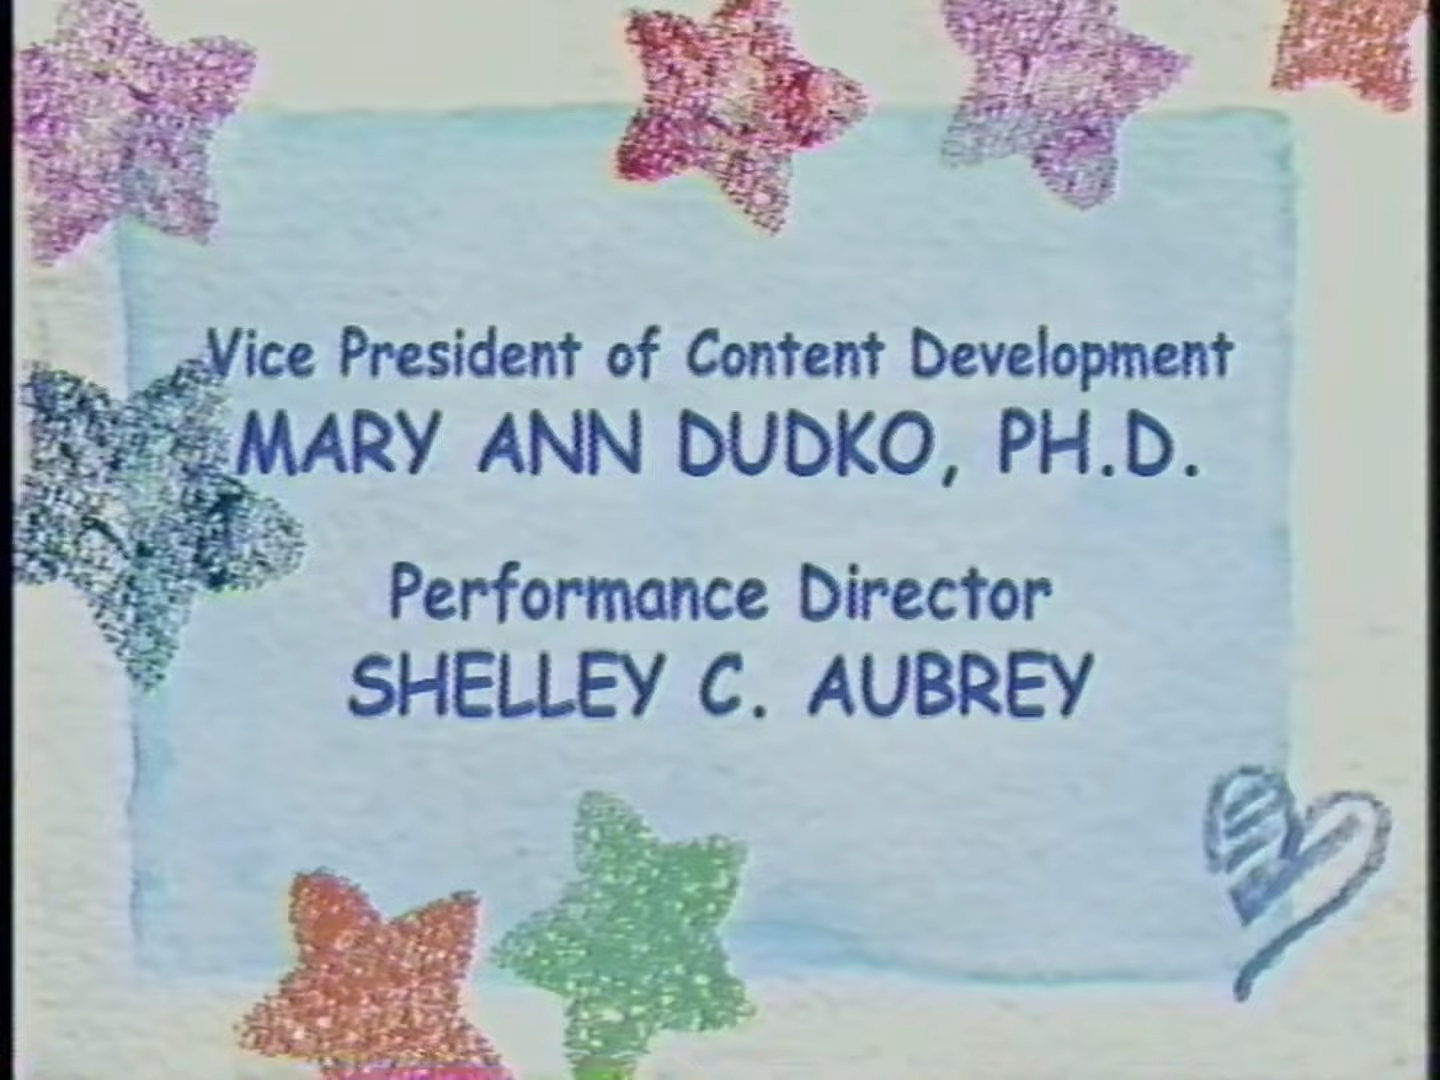 Vice President of Content Development
MARY ANN DUDKO, PH.D.
Performance Director
SHELLEY C. AUBREY